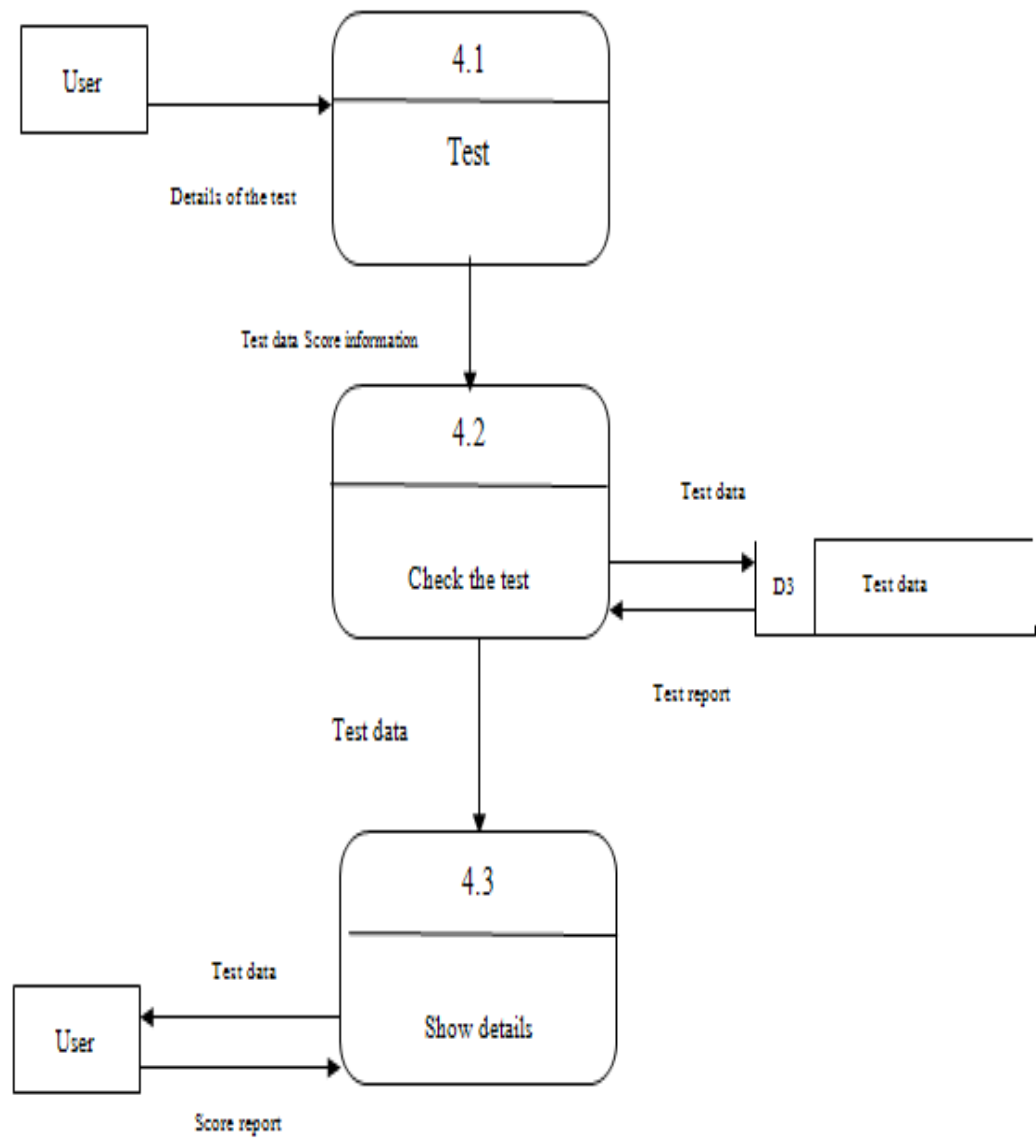 4.1
User
Test
Details of the test
Test data Score information
4.2
Test data
Check the test
D3
Test data
Test report
Test data
4.3
Test data
Show details
User
Score report